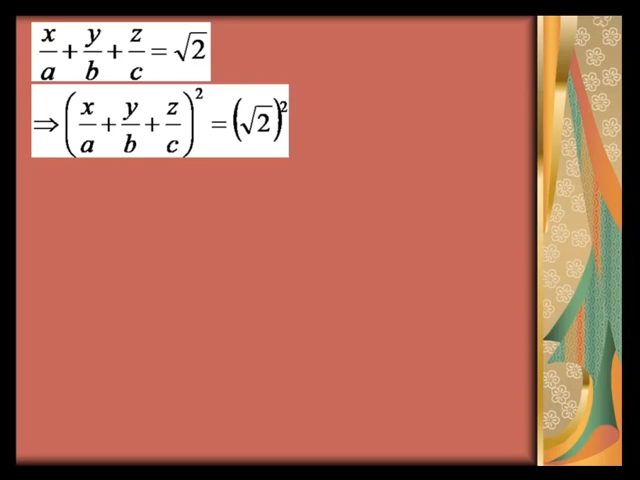 x/a + y/b + z/c = √2
⇒ (x/a + y/b + z/c)² = (√2)²